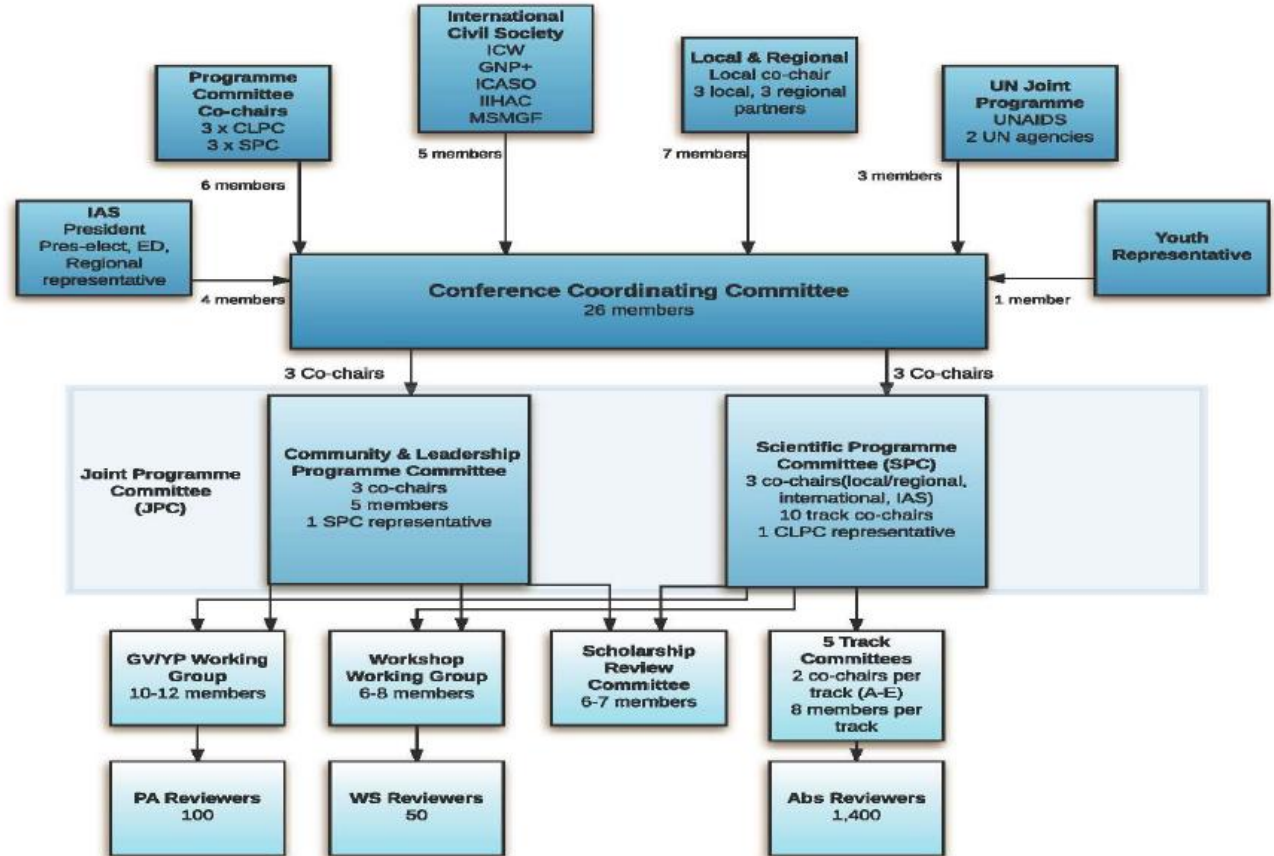 International
Civil Society
ICW
GNP+
ICASO
IIHAC
MSMGF
Programme
Committee
Co-chairs
3 x CLPC
3 x SPC
Local & Regional
Local co-chair
3 local, 3 regional
partners
UN Joint
Programme
UNAIDS
2 UN agencies
5 members
7 members
3 members
6 members
IAS
President
Pres-elect, ED,
Regional
representative
Youth
Representative
4 members
Conference Coordinating Committee
26 members
1 member
3 Co-chairs
3 Co-chairs
Joint Programme
Committee
(JPC)
Community & Leadership
Programme Committee
3 co-chairs
5 members
1 SPC representative
Scientific Programme
Committee (SPC)
3 co-chairs(local/regional,
international, IAS)
10 track co-chairs
1 CLPC representative
GV/YP Working
Group
10-12 members
Workshop
Working Group
6-8 members
Scholarship
Review
Committee
6-7 members
5 Track
Committees
2 co-chairs per
track (A-E)
8 members per
track
PA Reviewers
100
WS Reviewers
50
Abs Reviewers
1,400